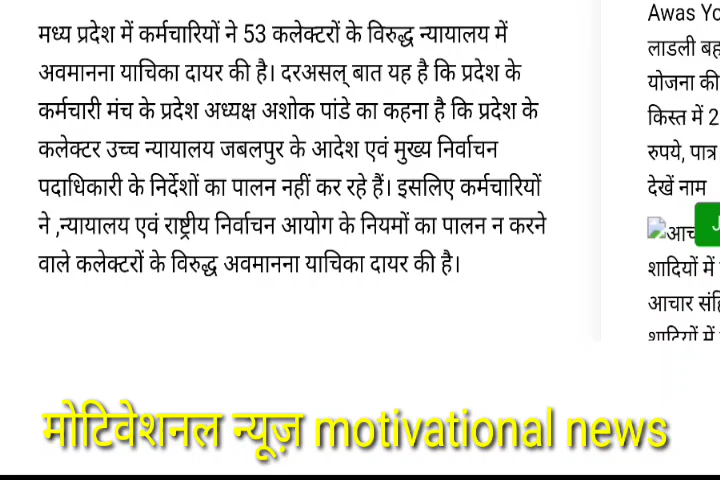 मध्य प्रदेश में कर्मचारियों ने 53 कलेक्टरों के विरुद्ध न्यायालय में
अवमानना याचिका दायर की है। दरअसल् बात यह है कि प्रदेश के
कर्मचारी मंच के प्रदेश अध्यक्ष अशोक पांडे का कहना है कि प्रदेश के
कलेक्टर उच्च न्यायालय जबलपुर के आदेश एवं मुख्य निर्वाचन
पदाधिकारी के निर्देशों का पालन नहीं कर रहे हैं। इसलिए कर्मचारियों
ने ,न्यायालय एवं राष्ट्रीय निर्वाचन आयोग के नियमों का पालन न करने
वाले कलेक्टरों के विरुद्ध अवमानना याचिका दायर की है।
Awas Yo
लाडली बह
योजना की
किस्त में 2
रुपये, पात्र
देखें नाम
आच
शादियों में
आचार संहि
शादियों में
मोटिवेशनल न्यूज़ motivational news